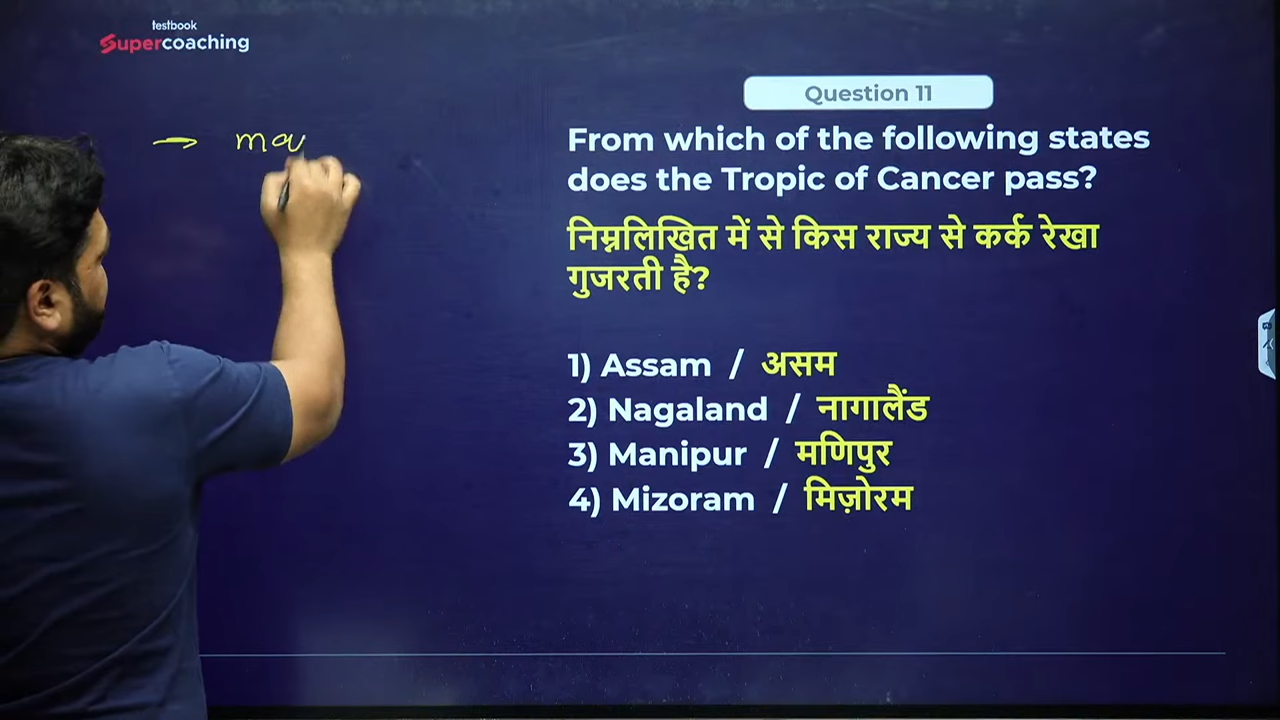 testbook
Supercoaching
Question 11
From which of the following states
does the Tropic of Cancer pass?
निम्नलिखित में से किस राज्य से कर्क रेखा
गुजरती है?
1) Assam / असम
2) Nagaland / नागालैंड
3) Manipur / मणिपुर
4) Mizoram / मिज़ोरम